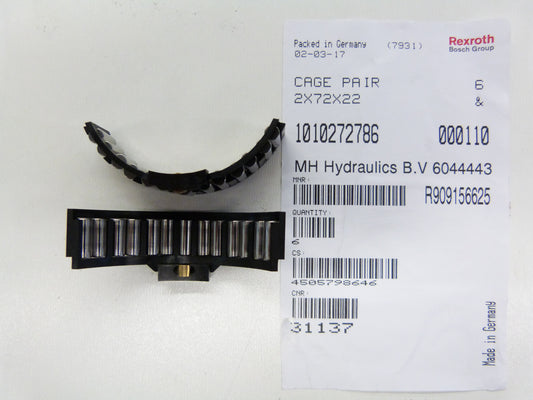 Packed in Germany (7931)
02-03-17
Rexroth
Bosch Group
CAGE PAIR 6
2X72X22 &
1010272786 000110
MH Hydraulics B.V 6044443
MNR:
R909156625
QUANTITY:
6
CS:
4505798646
CNR:
31137
Made in Germany